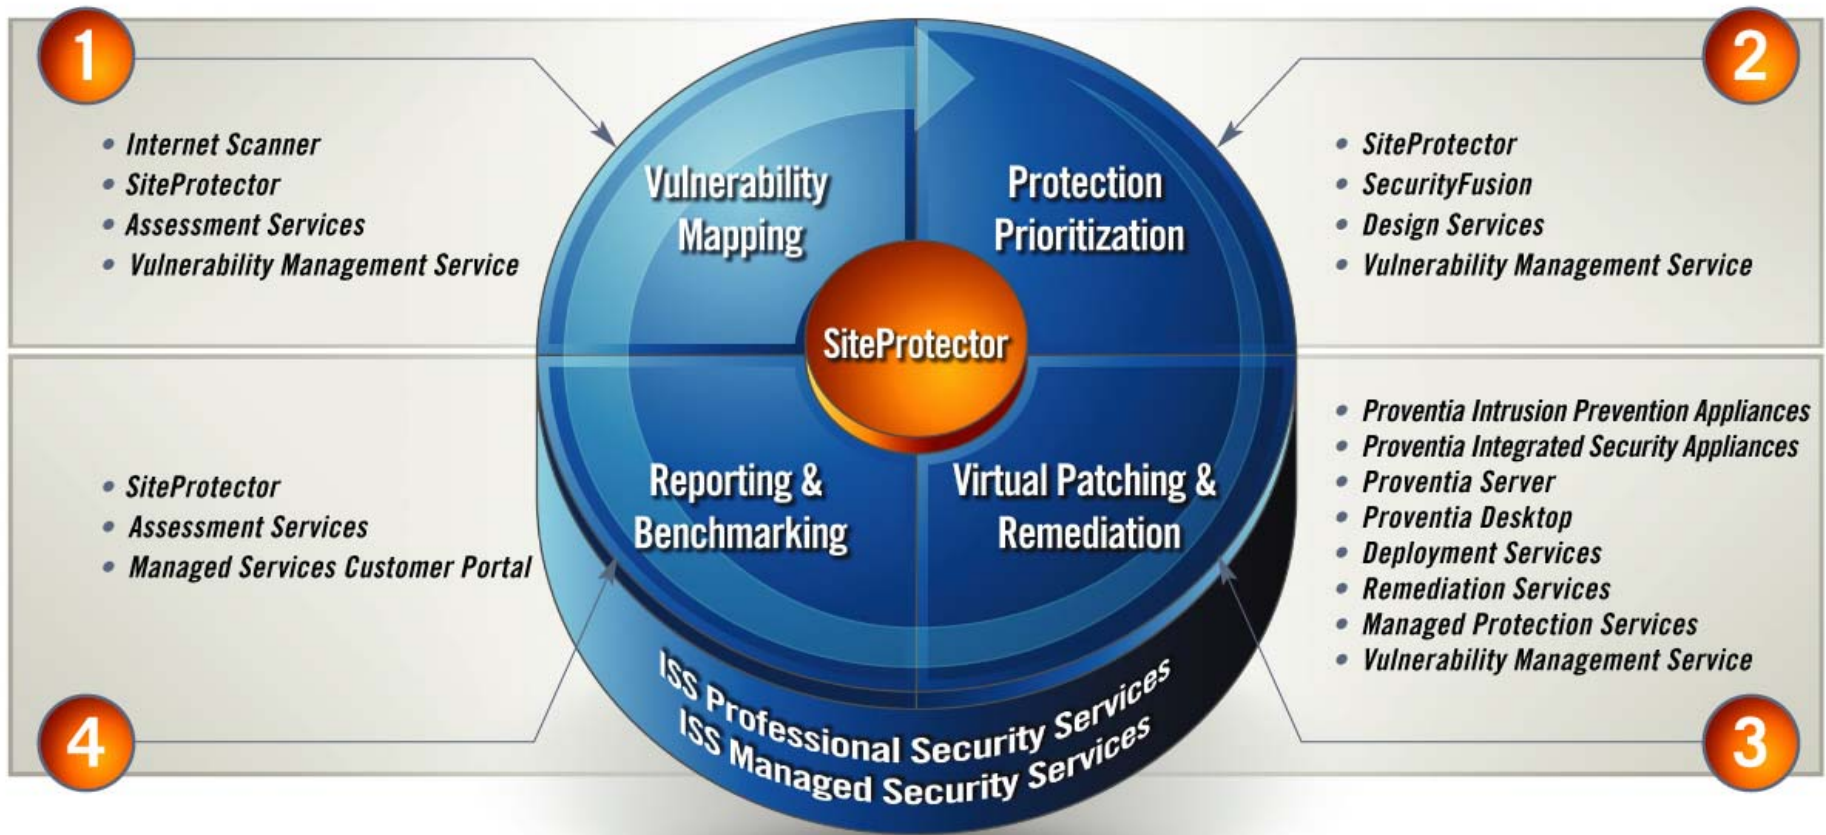 1
• Internet Scanner
• SiteProtector
• Assessment Services
• Vulnerability Management Service
2
• SiteProtector
• SecurityFusion
• Design Services
• Vulnerability Management Service
Vulnerability
Mapping
Protection
Prioritization
SiteProtector
Reporting &
Benchmarking
Virtual Patching &
Remediation
ISS Professional Security Services
ISS Managed Security Services
• Proventia Intrusion Prevention Appliances
• Proventia Integrated Security Appliances
• Proventia Server
• Proventia Desktop
• Deployment Services
• Remediation Services
• Managed Protection Services
• Vulnerability Management Service
3
• SiteProtector
• Assessment Services
• Managed Services Customer Portal
4